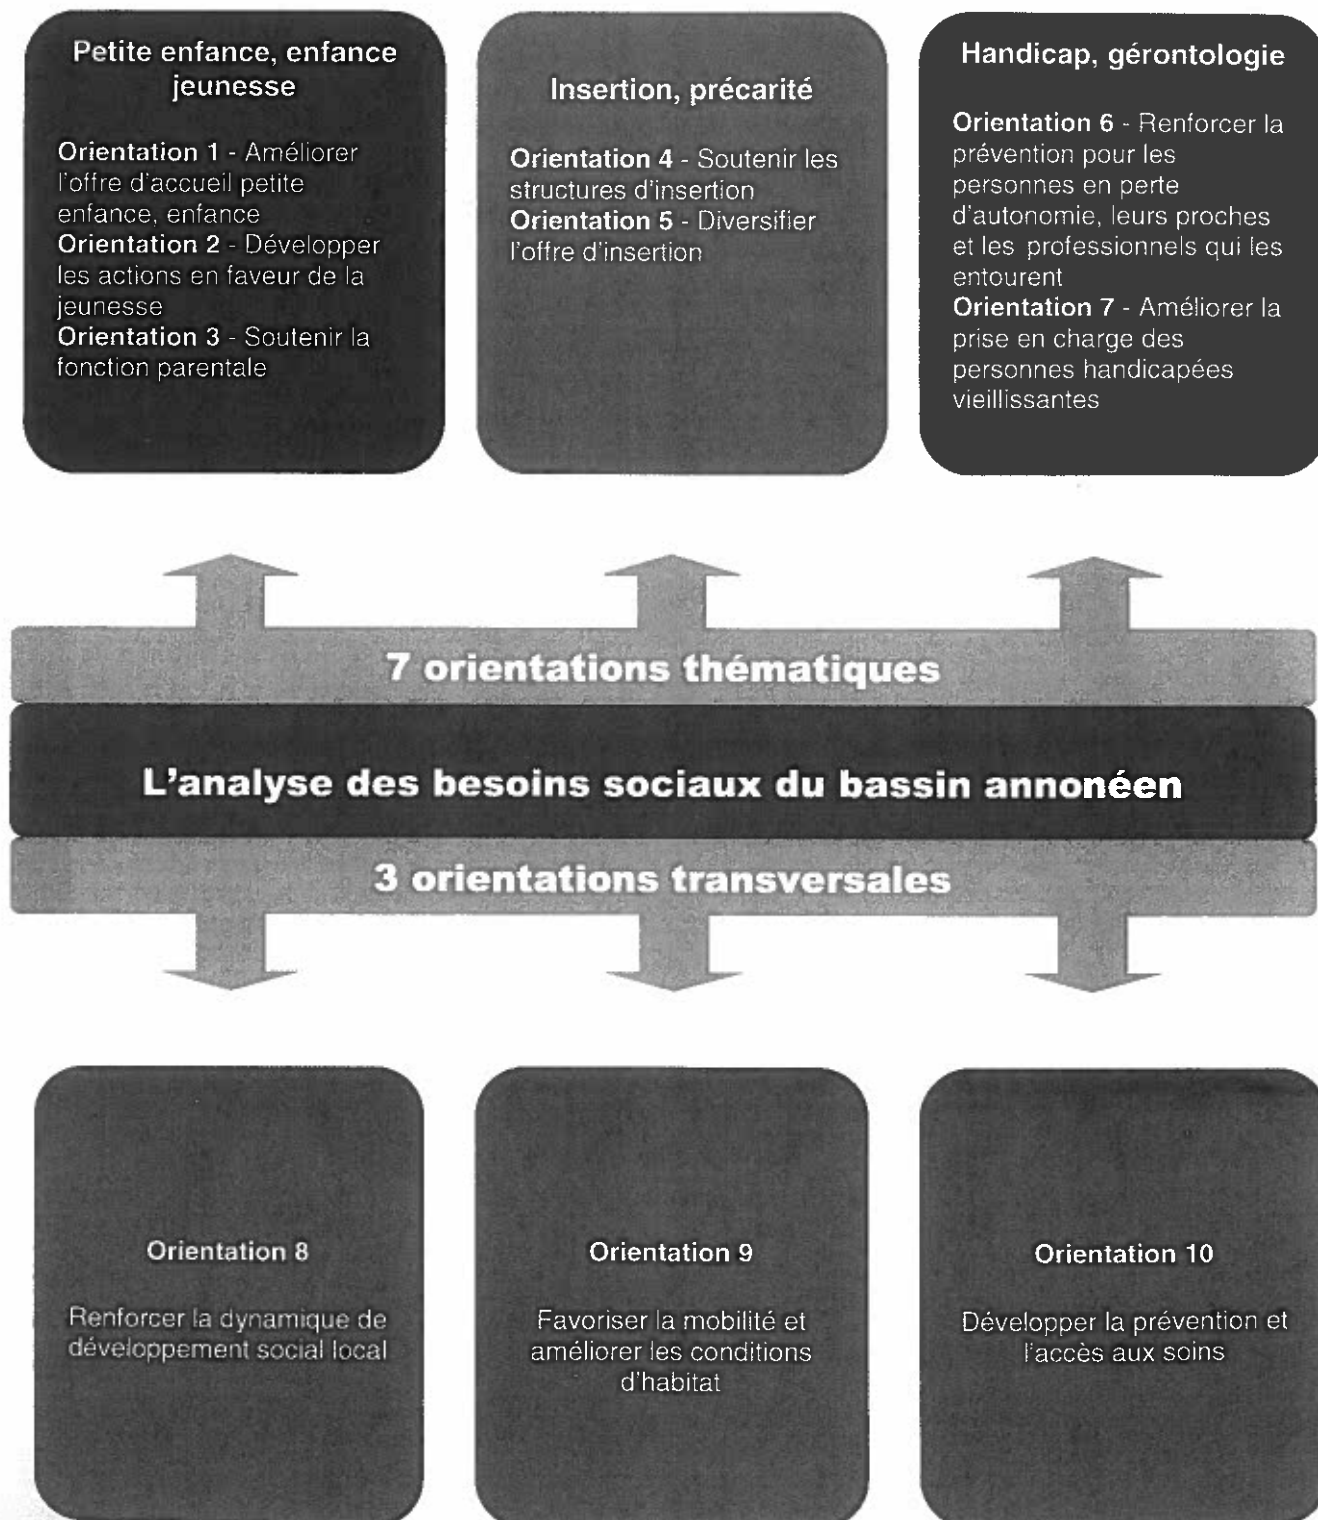 Petite enfance, enfance
jeunesse
Orientation 1 - Améliorer
l'offre d'accueil petite
enfance, enfance
Orientation 2 - Développer
les actions en faveur de la
jeunesse
Orientation 3 - Soutenir la
fonction parentale
Insertion, précarité
Orientation 4 - Soutenir les
structures d'insertion
Orientation 5 - Diversifier
l'offre d'insertion
Handicap, gérontologie
Orientation 6 - Renforcer la
prévention pour les
personnes en perte
d'autonomie, leurs proches
et les professionnels qui les
entourent
Orientation 7 - Améliorer la
prise en charge des
personnes handicapées
vieillissantes
7 orientations thématiques
L'analyse des besoins sociaux du bassin annonéen
3 orientations transversales
Orientation 8
Renforcer la dynamique de
développement social local
Orientation 9
Favoriser la mobilité et
améliorer les conditions
d'habitat
Orientation 10
Développer la prévention et
l'accès aux soins